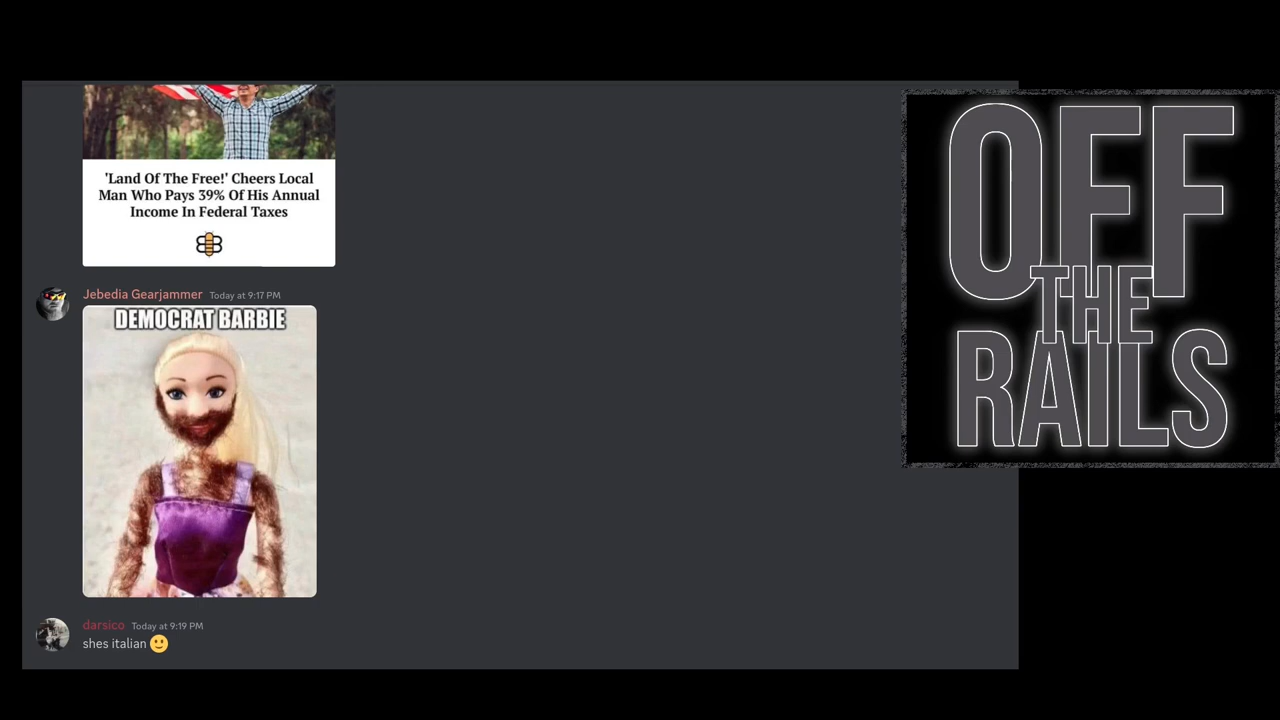 'Land Of The Free!' Cheers Local
Man Who Pays 39% Of His Annual
Income In Federal Taxes
Jebedia Gearjammer Today at 9:17 PM
DEMOCRAT BARBIE
darsico Today at 9:19 PM
shes italian 🙂
OFF
THE
RAILS